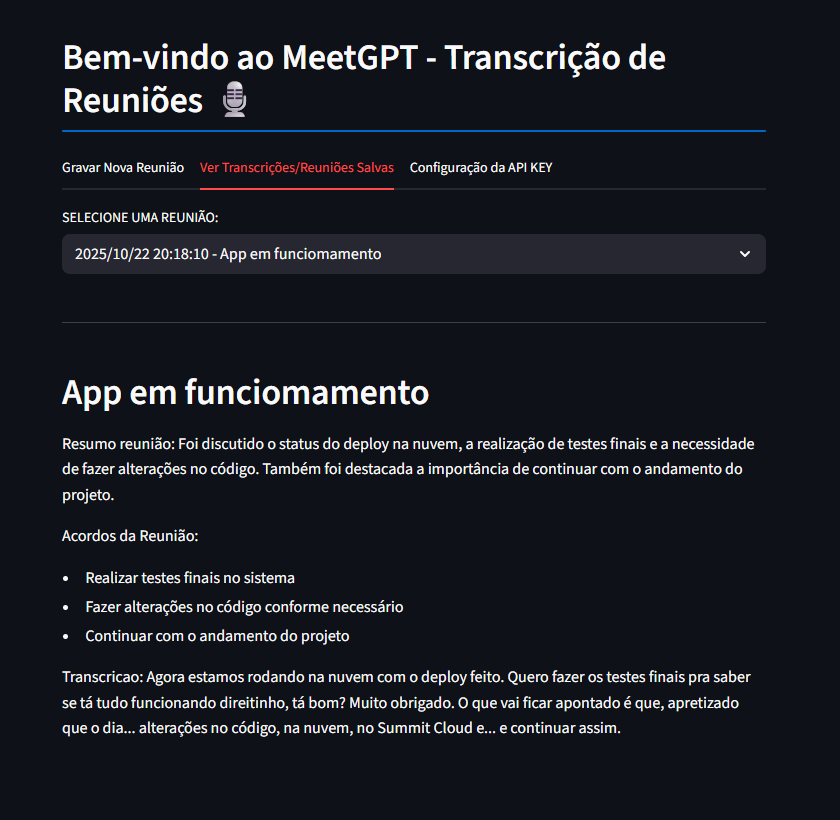 Bem-vindo ao MeetGPT - Transcrição de
Reuniões
Gravar Nova Reunião Ver Transcrições/Reuniões Salvas Configuração da API KEY
SELECIONE UMA REUNIÃO:
2025/10/22 20:18:10 - App em funciomamento
App em funciomamento
Resumo reunião: Foi discutido o status do deploy na nuvem, a realização de testes finais e a necessidade
de fazer alterações no código. Também foi destacada a importância de continuar com o andamento do
projeto.
Acordos da Reunião:
• Realizar testes finais no sistema
• Fazer alterações no código conforme necessário
• Continuar com o andamento do projeto
Transcricao: Agora estamos rodando na nuvem com o deploy feito. Quero fazer os testes finais pra saber
se tá tudo funcionando direitinho, tá bom? Muito obrigado. O que vai ficar apontado é que, apretizado
que o dia... alterações no código, na nuvem, no Summit Cloud e... e continuar assim.